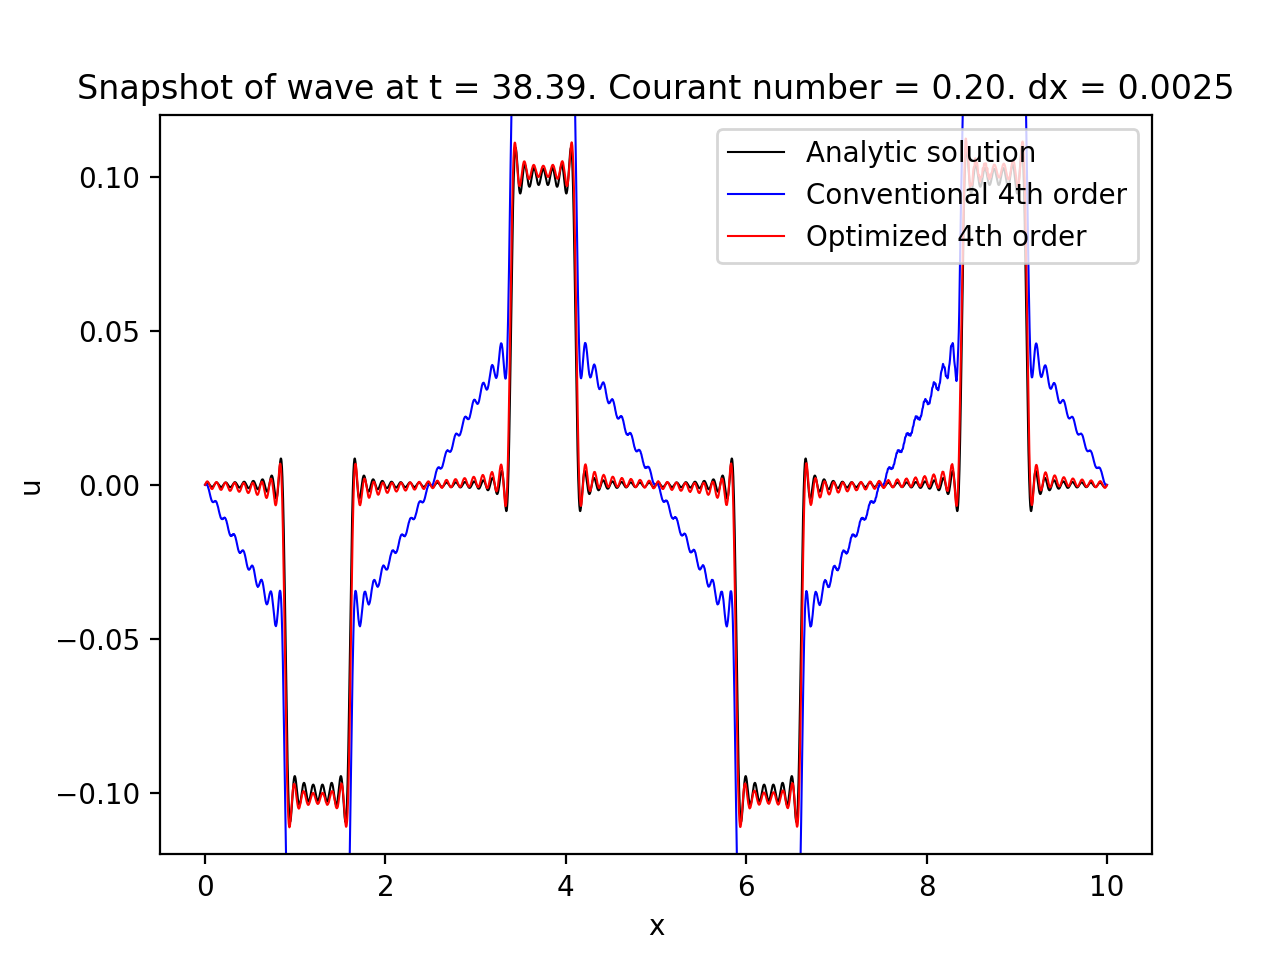 Snapshot of wave at t = 38.39. Courant number = 0.20. dx = 0.0025
Analytic solution
Conventional 4th order
Optimized 4th order
0.10
0.05
0.00
−0.05
−0.10
u
0 2 4 6 8 10
x